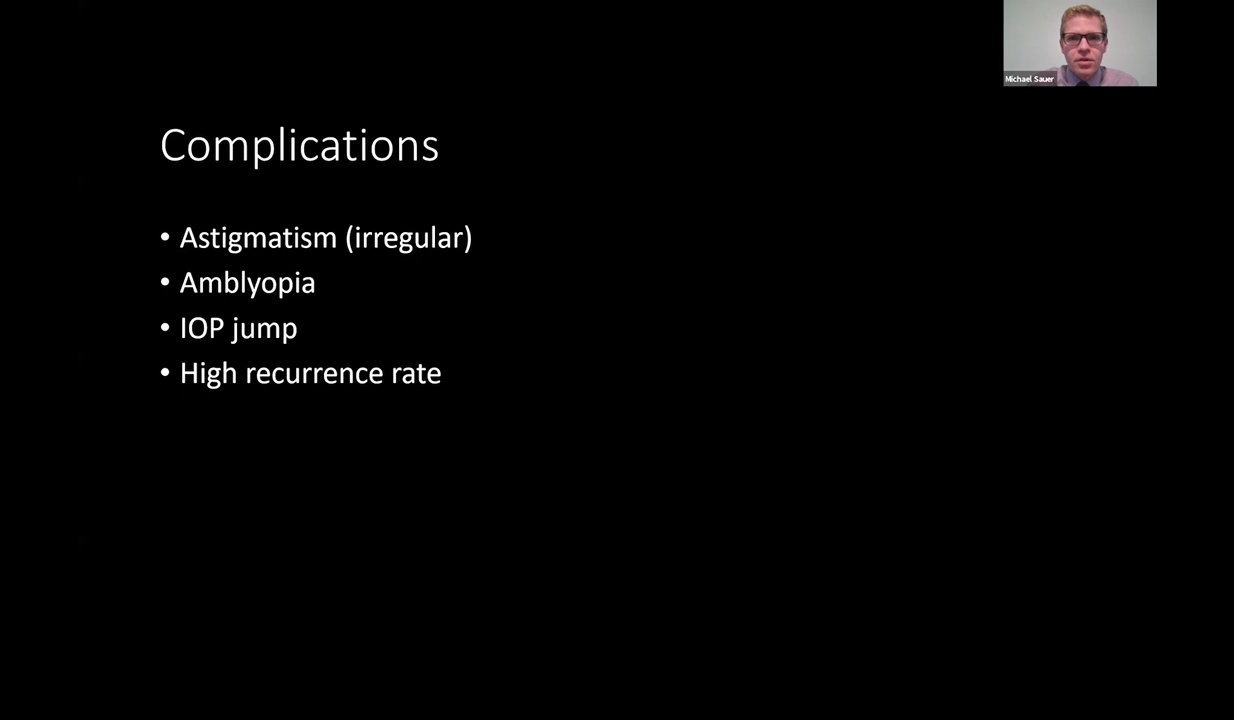 Michael Sauer
Complications
• Astigmatism (irregular)
• Amblyopia
• IOP jump
• High recurrence rate